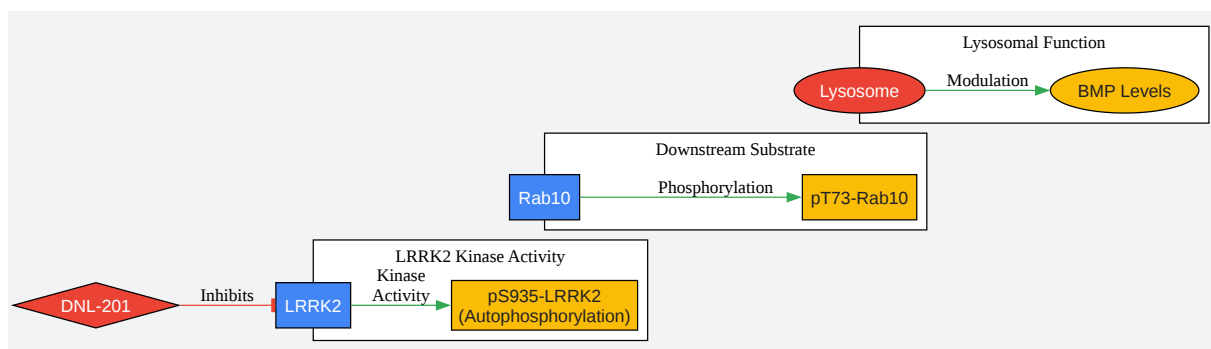 Lysosomal Function
Lysosome
Modulation
BMP Levels
Downstream Substrate
Rab10
Phosphorylation
pT73-Rab10
LRRK2 Kinase Activity
DNL-201
Inhibits
LRRK2
Kinase
Activity
pS935-LRRK2
(Autophosphorylation)